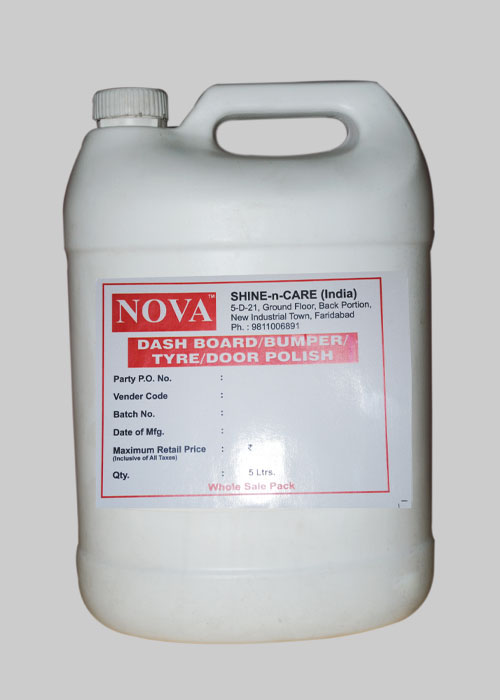 NOVA™
SHINE-n-CARE (India)
5-D-21, Ground Floor, Back Portion,
New Industrial Town, Faridabad
Ph. : 9811006891
DASH BOARD/BUMPER/
TYRE/DOOR POLISH
Party P.O. No. :
Vender Code :
Batch No. :
Date of Mfg. :
Maximum Retail Price : ₹
(Inclusive of All Taxes)
Qty. : 5 Ltrs.
Whole Sale Pack